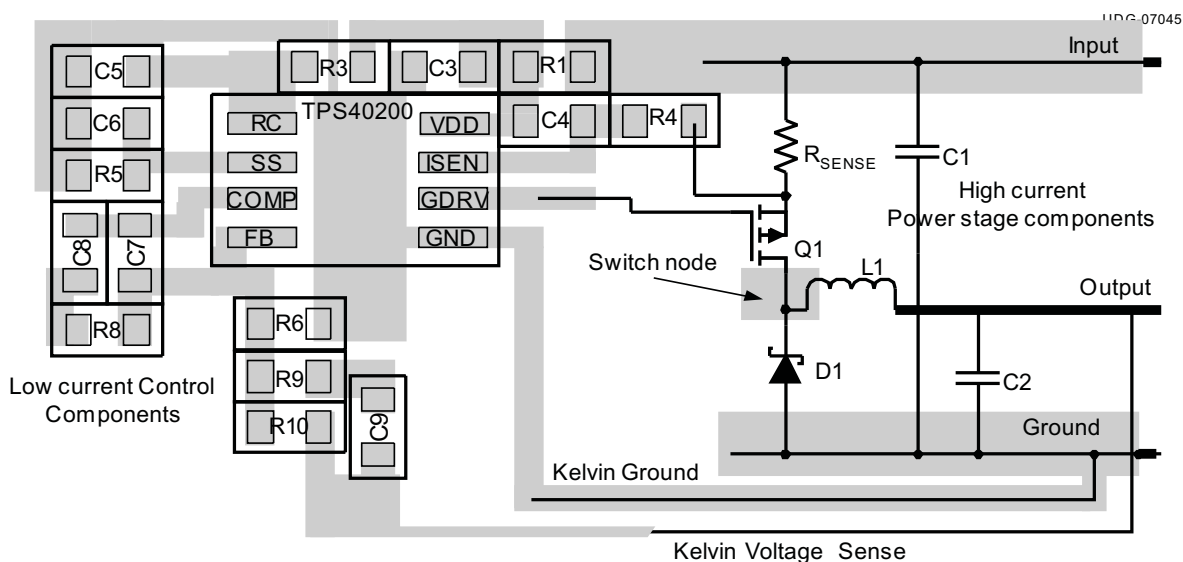 UDG-07045
Input
C5
R3
C3
R1
TPS40200
C6
RC
VDD
C4
R4
R5
SS
ISEN
RSENSE
C1
COMP
GDRV
High current
Power stage components
C8
C7
FB
GND
Q1
Switch node
L1
Output
R8
R6
Low current Control
Components
R9
D1
C2
R10
C9
Ground
Kelvin Ground
Kelvin Voltage Sense